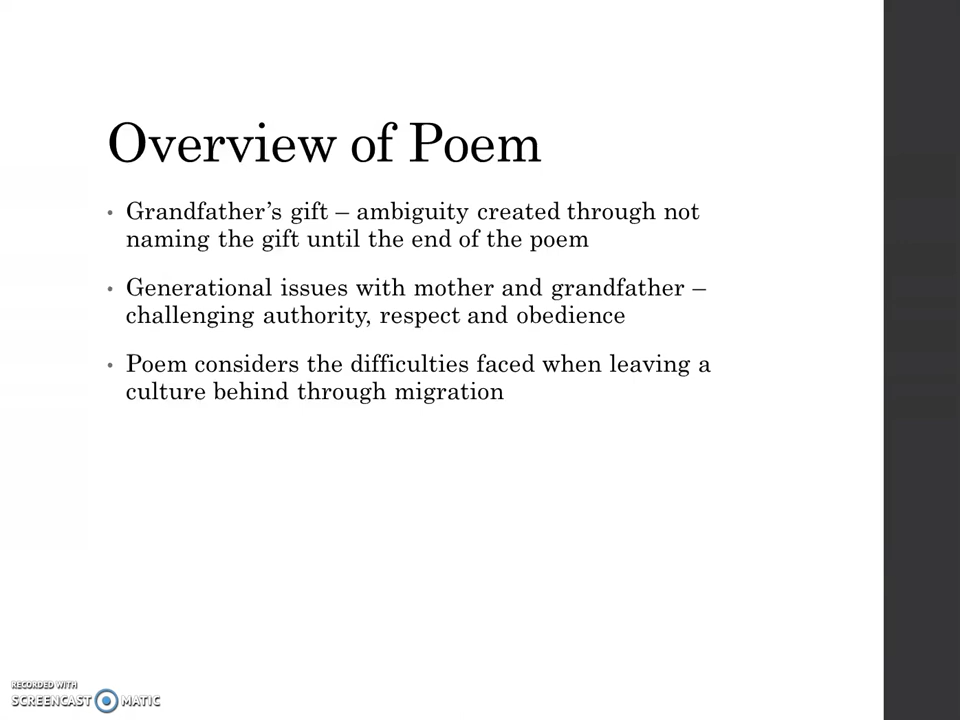 Overview of Poem
• Grandfather’s gift – ambiguity created through not
naming the gift until the end of the poem
• Generational issues with mother and grandfather –
challenging authority, respect and obedience
• Poem considers the difficulties faced when leaving a
culture behind through migration
RECORDED WITH
SCREENCAST MATIC